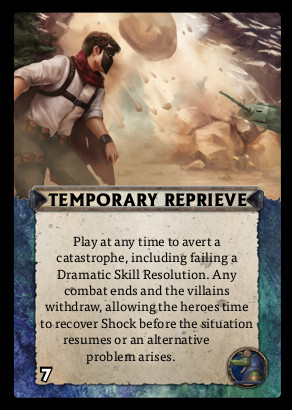 TEMPORARY REPRIEVE
Play at any time to avert a
catastrophe, including failing a
Dramatic Skill Resolution. Any
combat ends and the villains
withdraw, allowing the heroes time
to recover Shock before the situation
resumes or an alternative
problem arises.
7